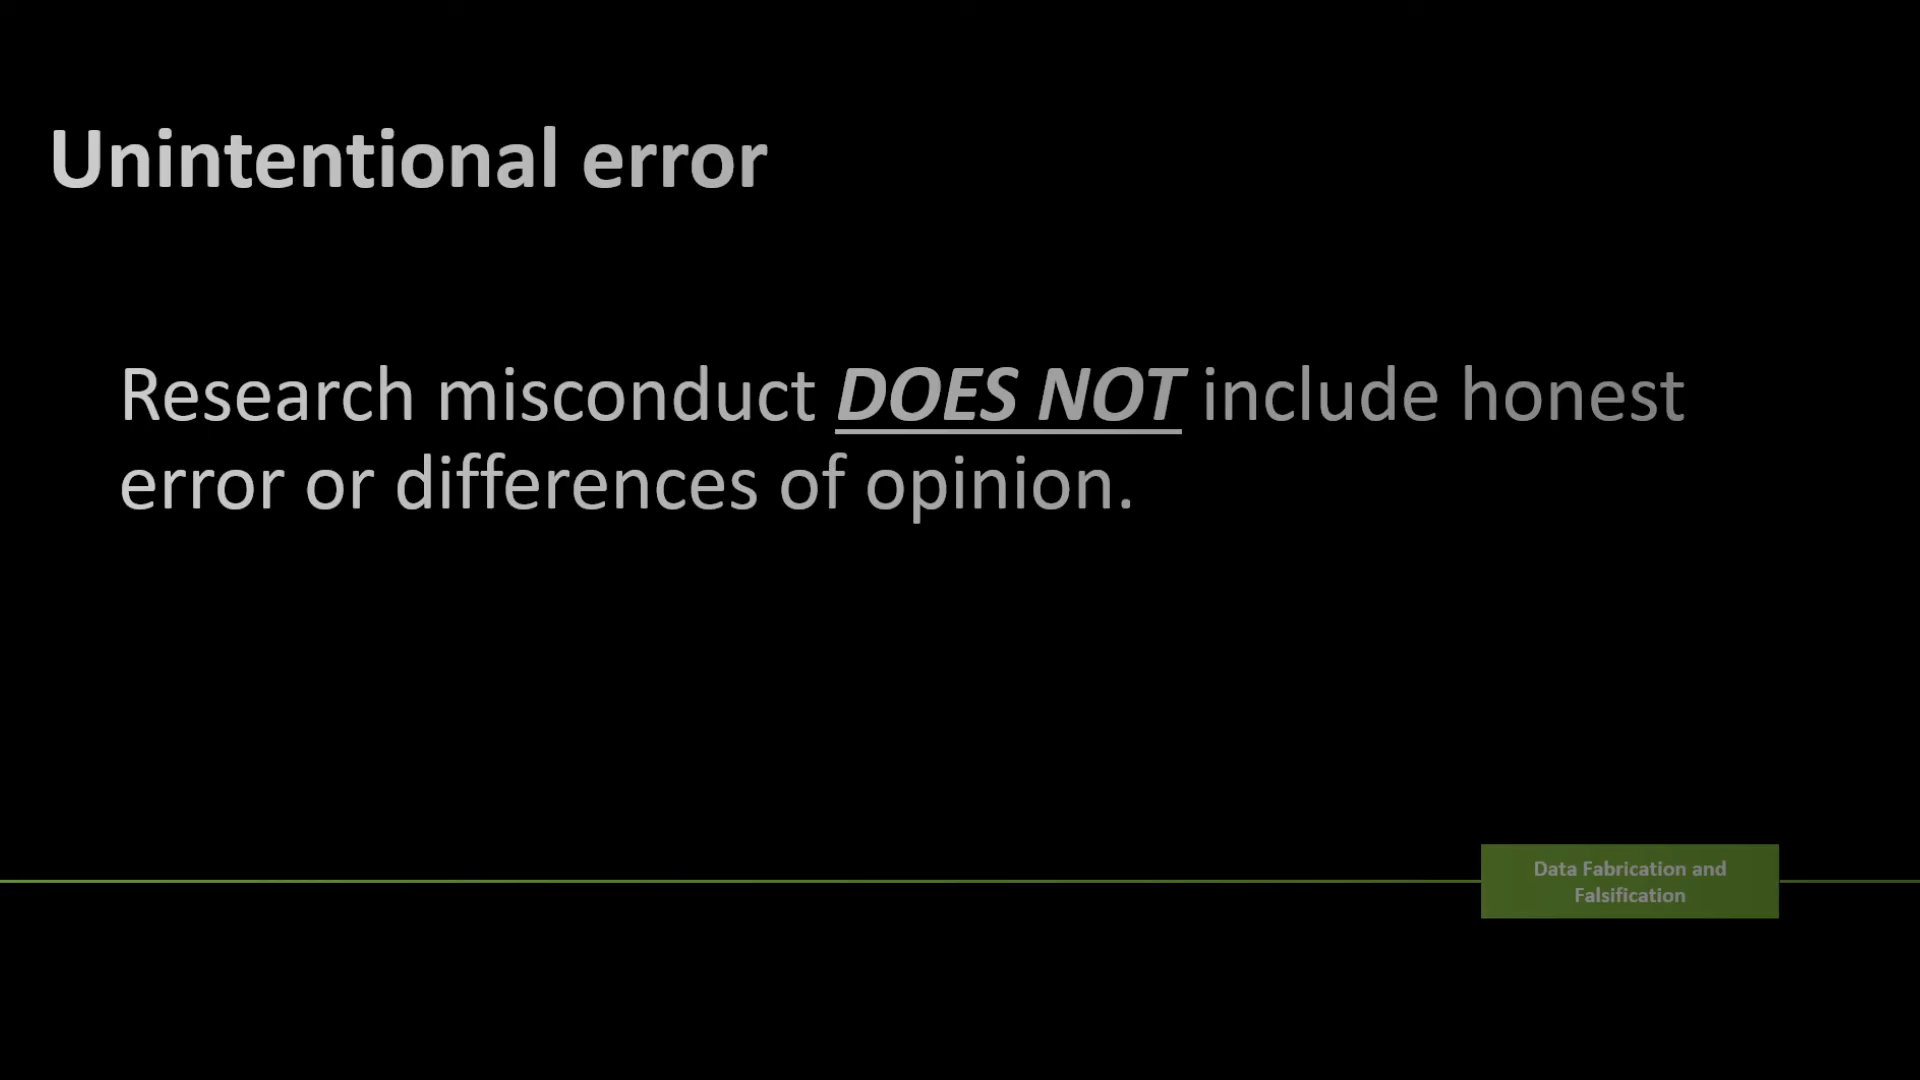 Unintentional error
Research misconduct DOES NOT include honest
error or differences of opinion.
Data Fabrication and
Falsification